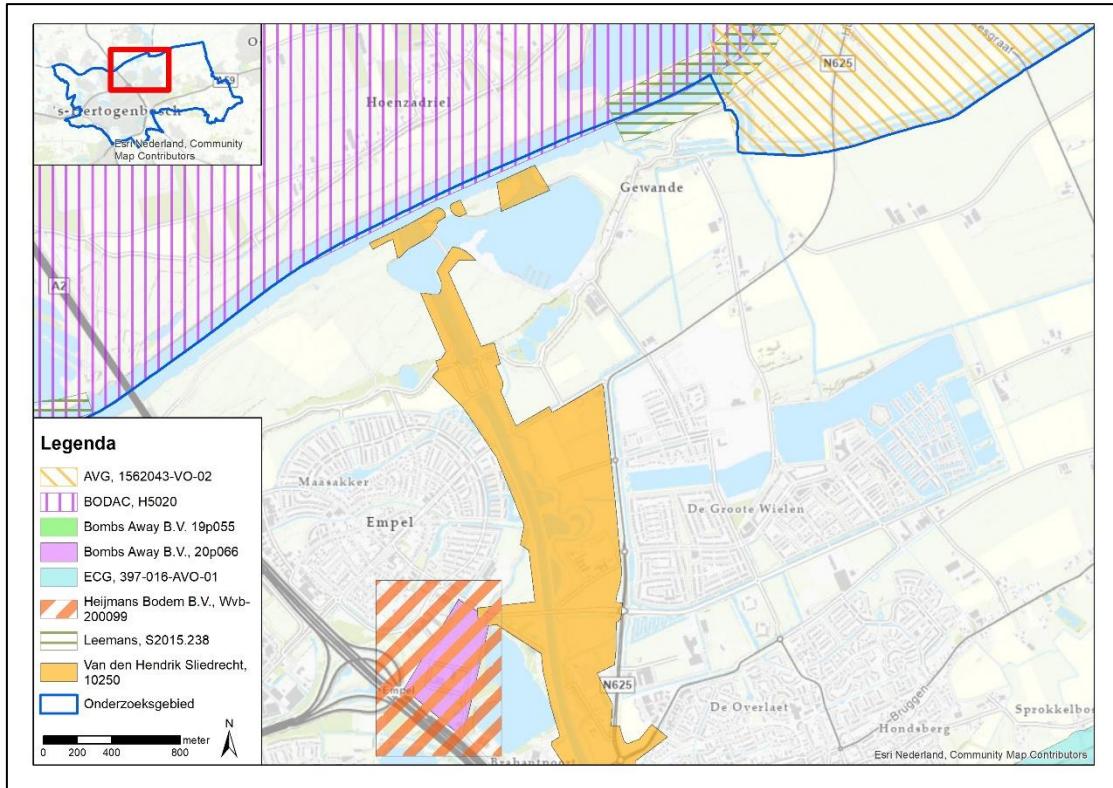 's-Hertogenbosch
Esri Nederland, Community
Map Contributors
Hoenzadriel
N625
Gewande
A2
Maasakker
Empel
De Groote Wielen
Empel
N625
De Overlaet
Bruggen
Hondsberg
Sprokkelbo
Brabantpoort
Legenda
AVG, 1562043-VO-02
BODAC, H5020
Bombs Away B.V. 19p055
Bombs Away B.V., 20p066
ECG, 397-016-AVO-01
Heijmans Bodem B.V., Wvb-
200099
Leemans, S2015.238
Van den Hendrik Sliedrecht,
10250
Onderzoeksgebied
N
meter
0 200 400 800
Esri Nederland, Community Map Contributors